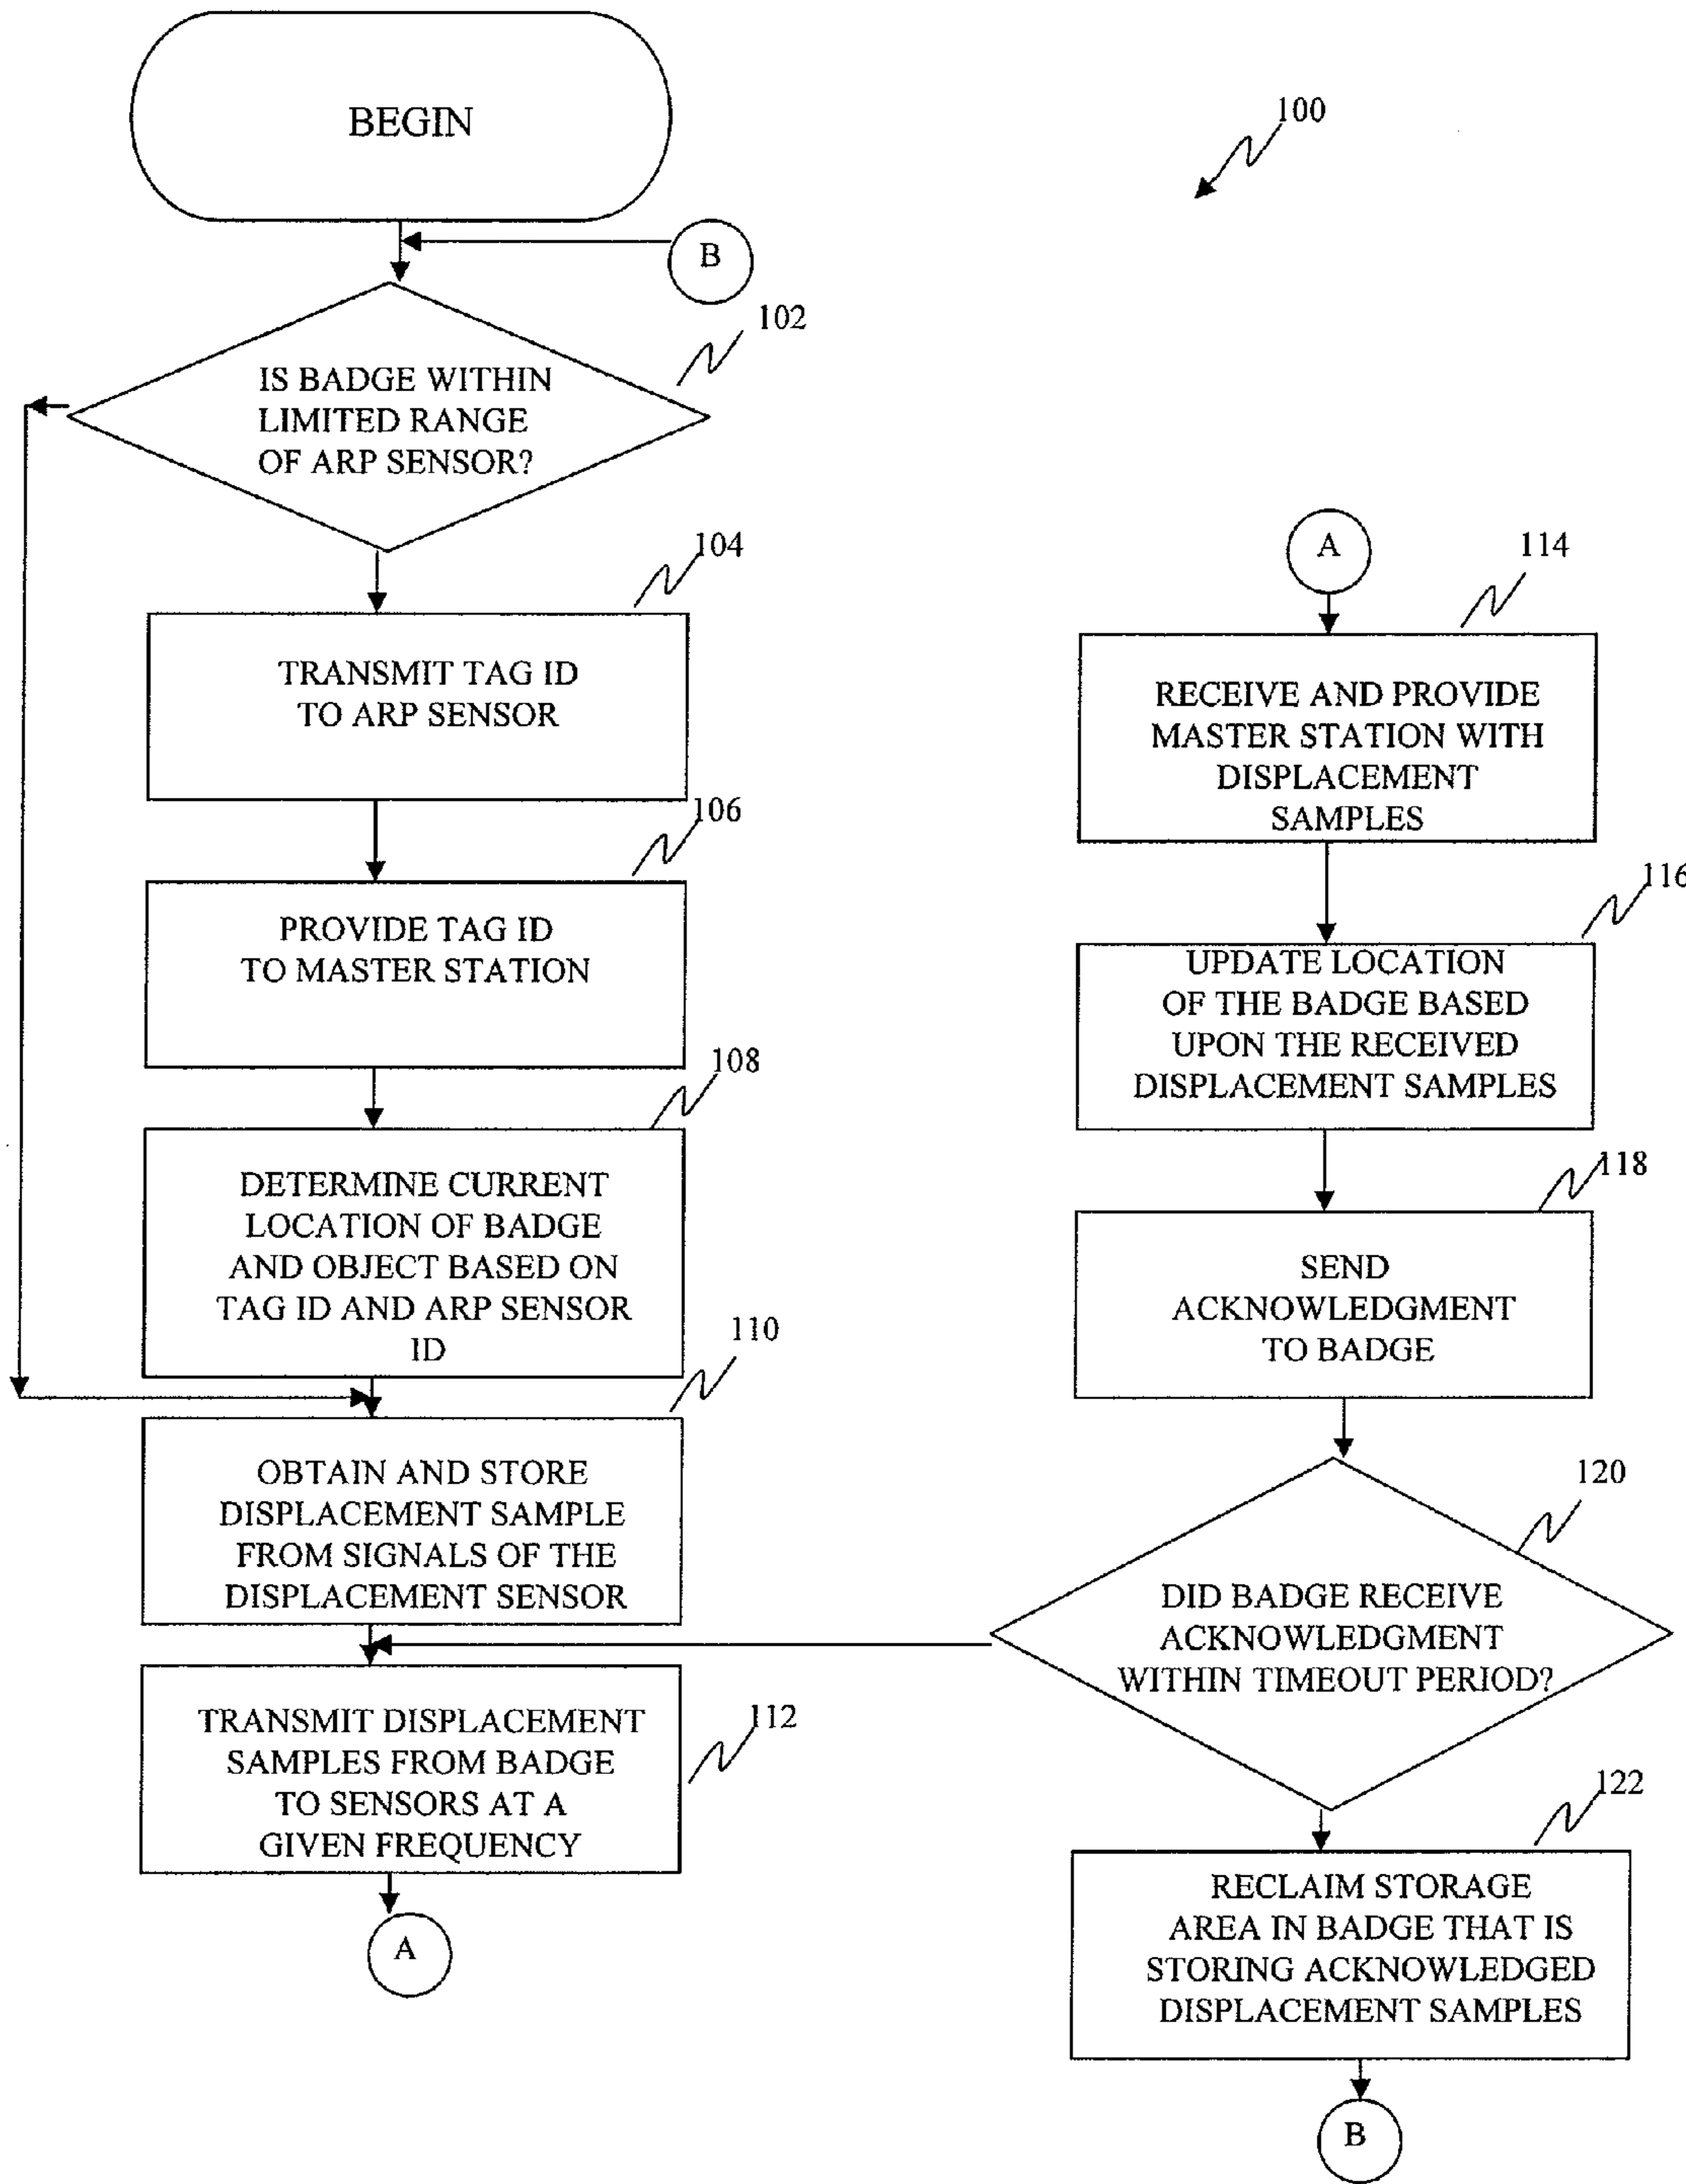 BEGIN
B
100
102
IS BADGE WITHIN
LIMITED RANGE
OF ARP SENSOR?
104
TRANSMIT TAG ID
TO ARP SENSOR
106
PROVIDE TAG ID
TO MASTER STATION
108
DETERMINE CURRENT
LOCATION OF BADGE
AND OBJECT BASED ON
TAG ID AND ARP SENSOR
ID
110
OBTAIN AND STORE
DISPLACEMENT SAMPLE
FROM SIGNALS OF THE
DISPLACEMENT SENSOR
112
TRANSMIT DISPLACEMENT
SAMPLES FROM BADGE
TO SENSORS AT A
GIVEN FREQUENCY
A
A
114
RECEIVE AND PROVIDE
MASTER STATION WITH
DISPLACEMENT
SAMPLES
116
UPDATE LOCATION
OF THE BADGE BASED
UPON THE RECEIVED
DISPLACEMENT SAMPLES
118
SEND
ACKNOWLEDGMENT
TO BADGE
120
DID BADGE RECEIVE
ACKNOWLEDGMENT
WITHIN TIMEOUT PERIOD?
122
RECLAIM STORAGE
AREA IN BADGE THAT IS
STORING ACKNOWLEDGED
DISPLACEMENT SAMPLES
B